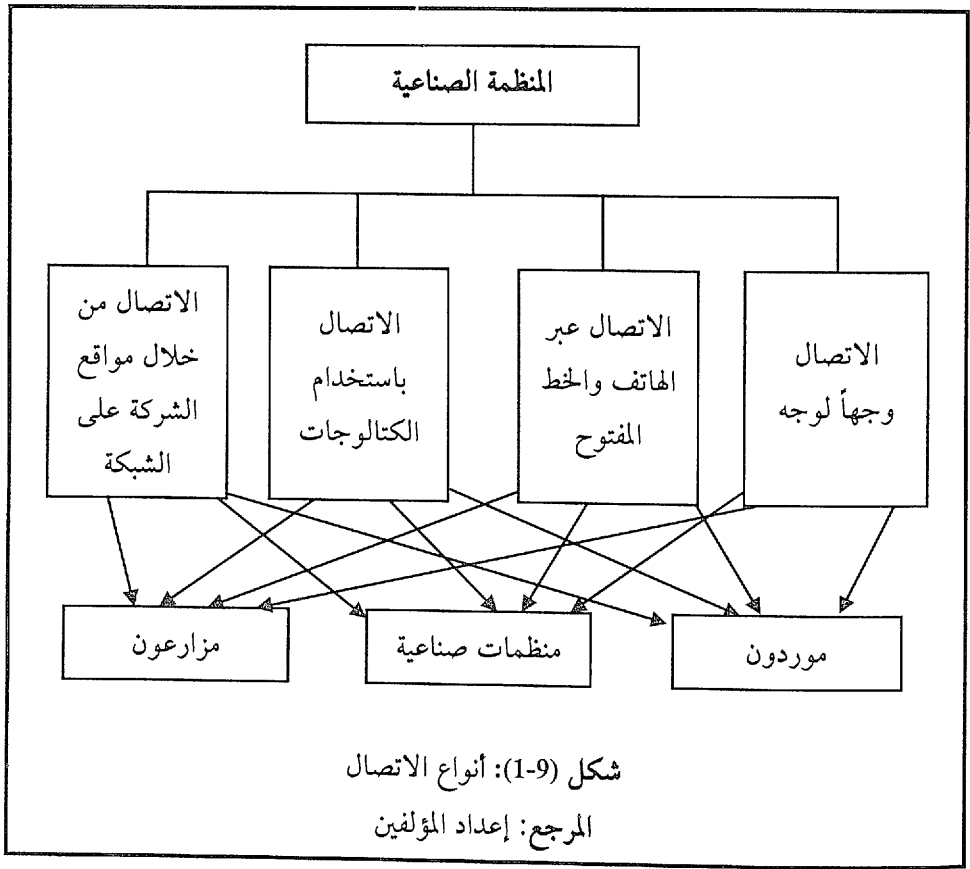 المنظمة الصناعية
الاتصال
وجهاً لوجه
الاتصال عبر
الهاتف والخط
المفتوح
الاتصال
باستخدام
الكتالوجات
الاتصال من
خلال مواقع
الشركة على
الشبكة
موردون
منظمات صناعية
مزارعون
شكل (9-1): أنواع الاتصال
المرجع: إعداد المؤلفين